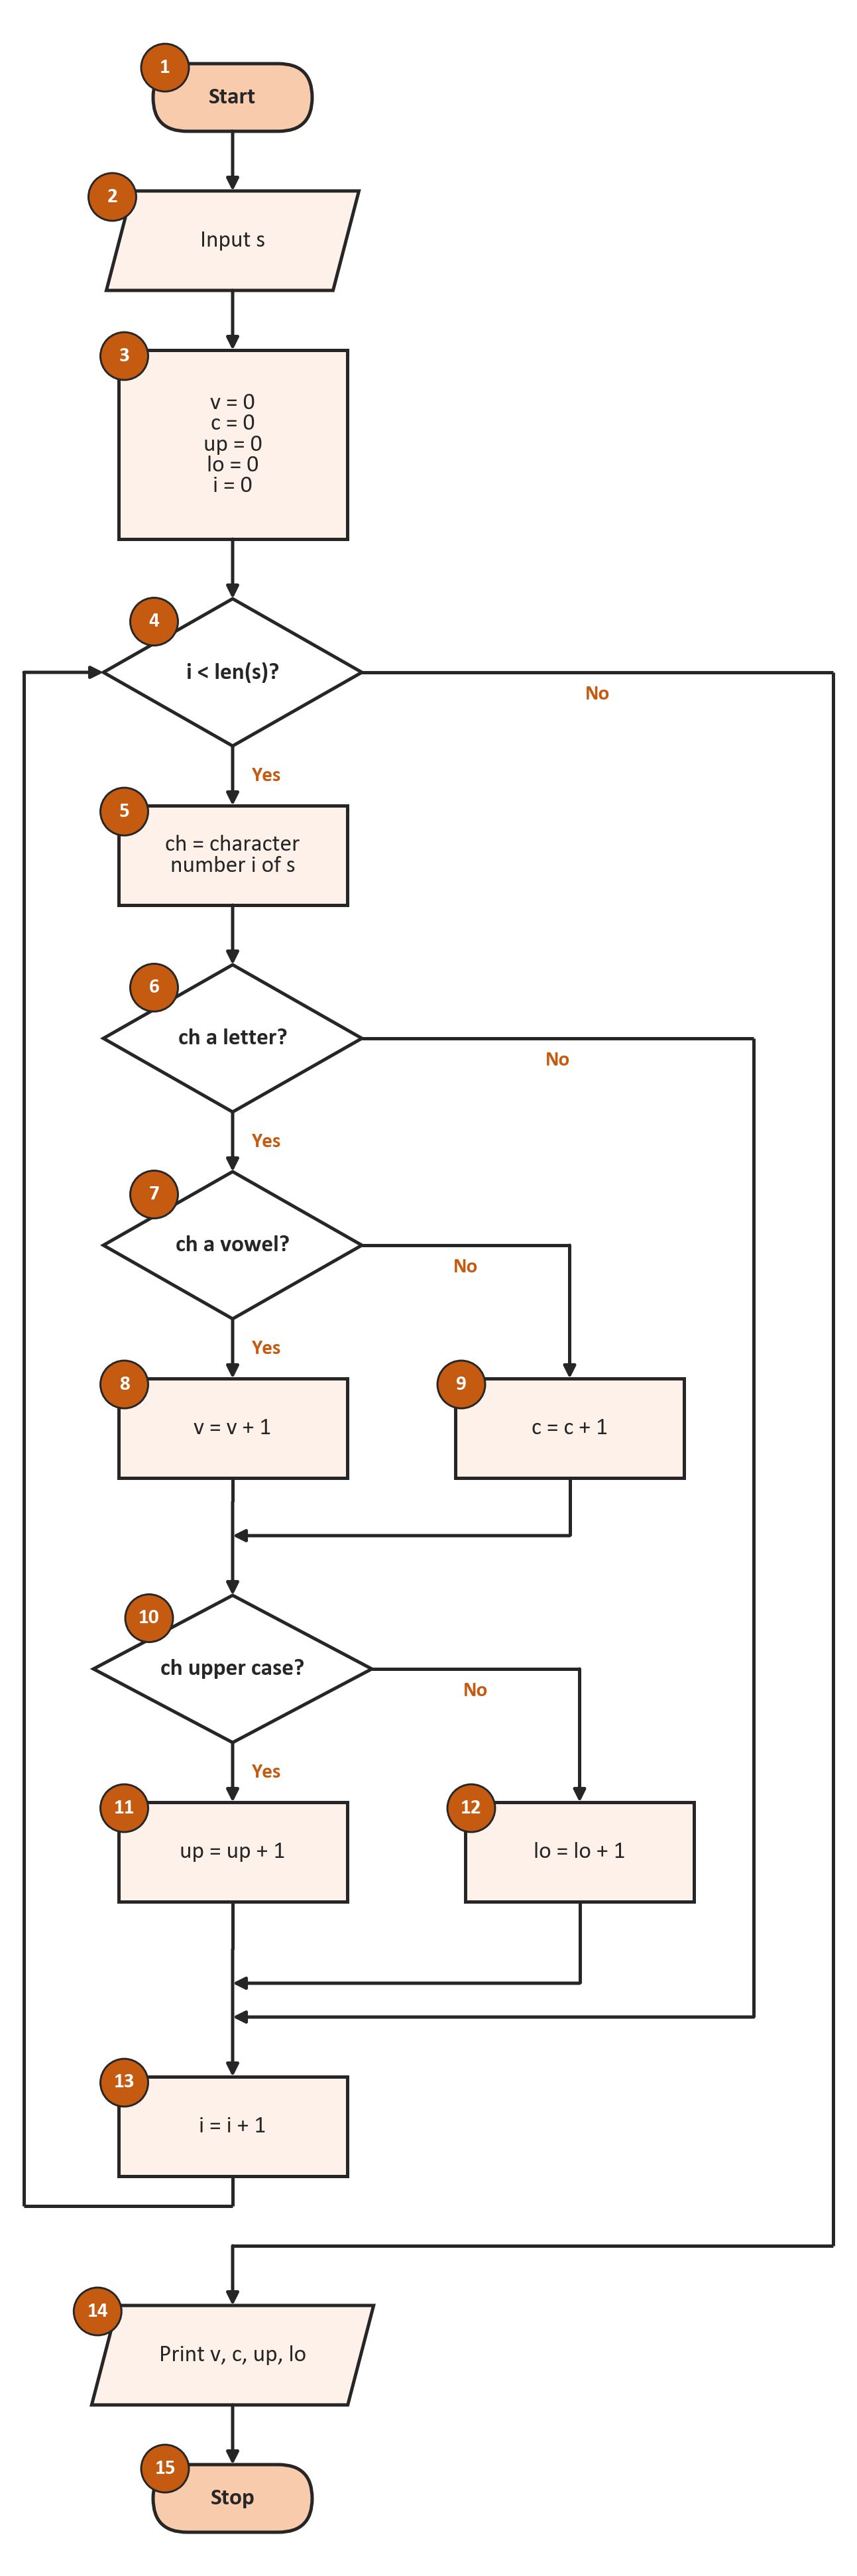 1
Start
2
Input s
3
v = 0
c = 0
up = 0
lo = 0
i = 0
4
i < len(s)?
No
Yes
5
ch = character
number i of s
6
ch a letter?
No
Yes
7
ch a vowel?
No
Yes
8
v = v + 1
9
c = c + 1
10
ch upper case?
No
Yes
11
up = up + 1
12
lo = lo + 1
13
i = i + 1
14
Print v, c, up, lo
15
Stop